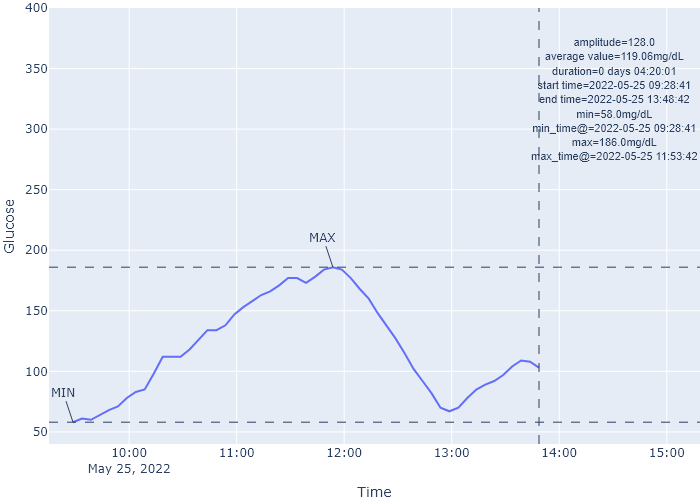 400
350
300
250
200
150
100
50
Glucose
amplitude=128.0
average value=119.06mg/dL
duration=0 days 04:20:01
start time=2022-05-25 09:28:41
end time=2022-05-25 13:48:42
min=58.0mg/dL
min_time@=2022-05-25 09:28:41
max=186.0mg/dL
max_time@=2022-05-25 11:53:42
MAX
MIN
10:00 11:00 12:00 13:00 14:00 15:00
May 25, 2022
Time